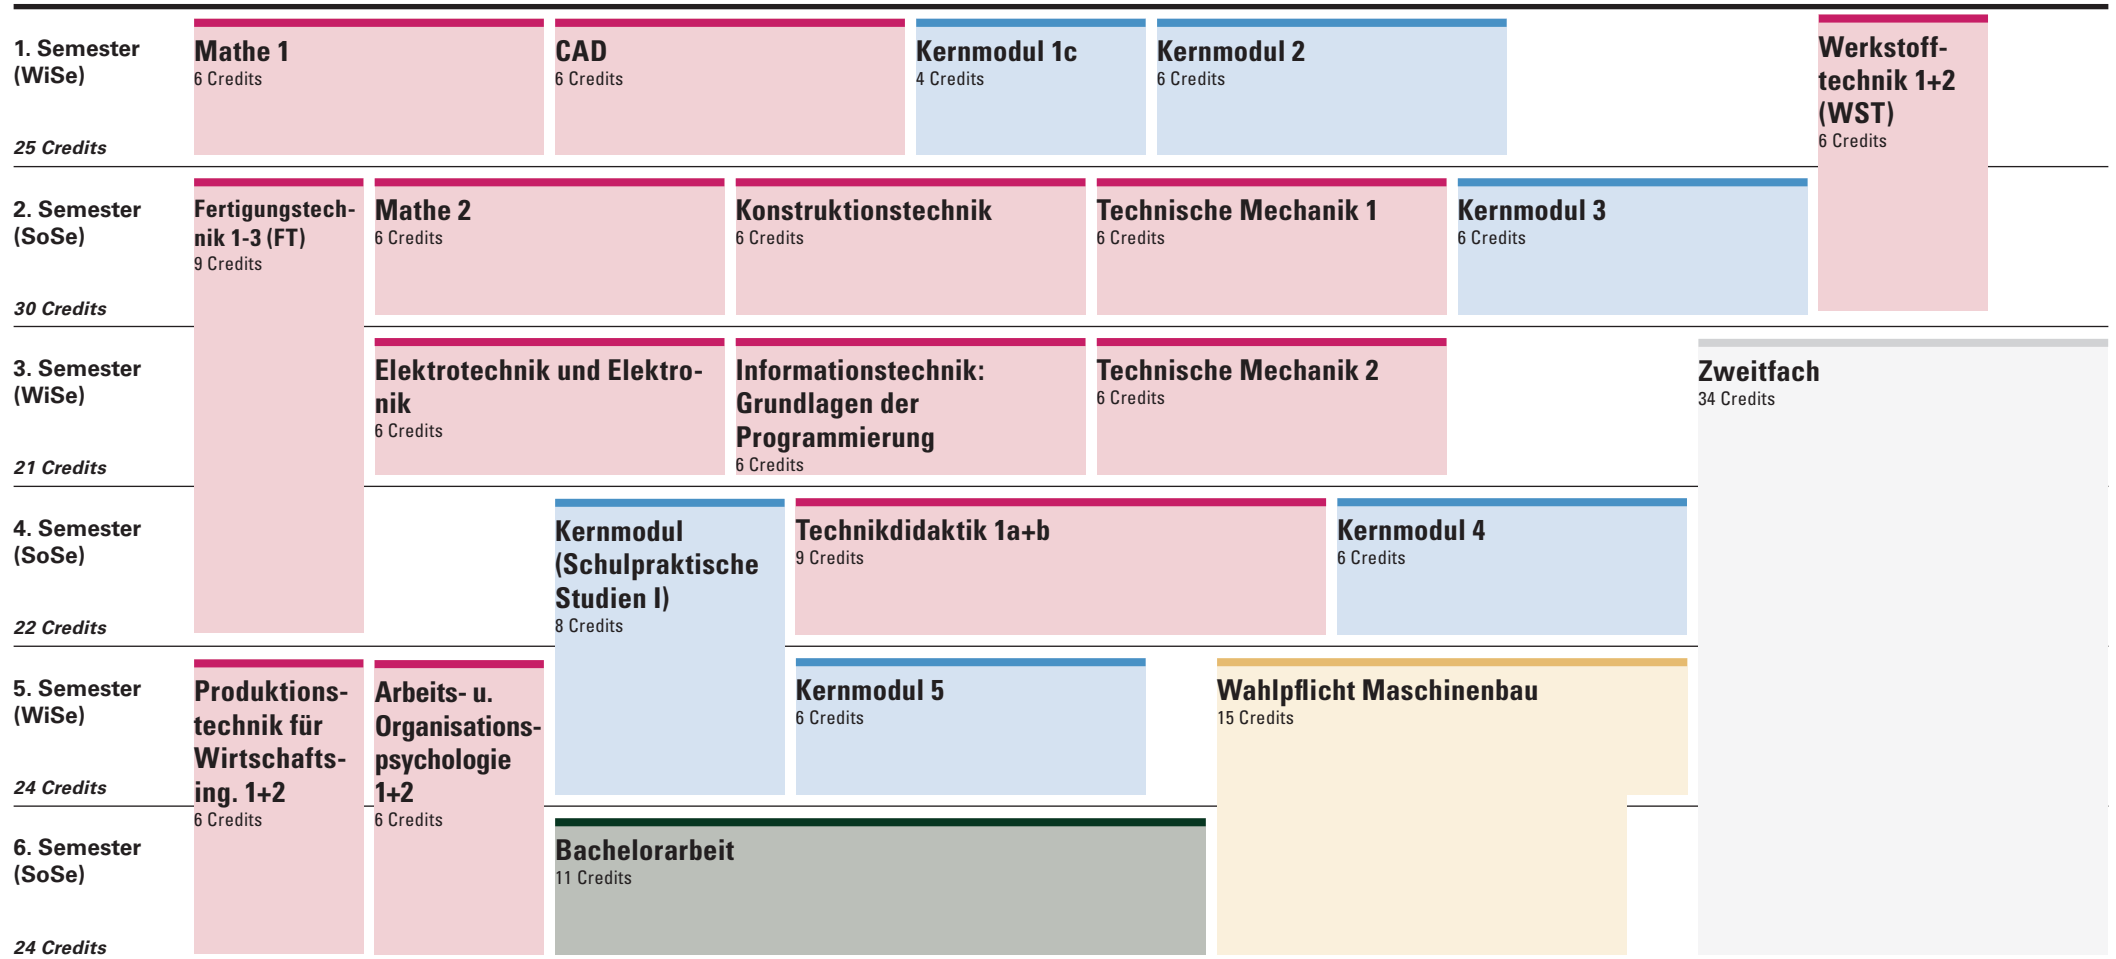 1. Semester
(WiSe)
25 Credits
Mathe 1
6 Credits
CAD
6 Credits
Kernmodul 1c
4 Credits
Kernmodul 2
6 Credits
Werkstoff-
technik 1+2
(WST)
6 Credits
2. Semester
(SoSe)
30 Credits
Fertigungstech-
nik 1-3 (FT)
9 Credits
Mathe 2
6 Credits
Konstruktionstechnik
6 Credits
Technische Mechanik 1
6 Credits
Kernmodul 3
6 Credits
3. Semester
(WiSe)
21 Credits
Elektrotechnik und Elektro-
nik
6 Credits
Informationstechnik:
Grundlagen der
Programmierung
6 Credits
Technische Mechanik 2
6 Credits
Zweitfach
34 Credits
4. Semester
(SoSe)
22 Credits
Kernmodul
(Schulpraktische
Studien I)
8 Credits
Technikdidaktik 1a+b
9 Credits
Kernmodul 4
6 Credits
5. Semester
(WiSe)
24 Credits
Produktions-
technik für
Wirtschafts-
ing. 1+2
6 Credits
Arbeits- u.
Organisations-
psychologie
1+2
6 Credits
Kernmodul 5
6 Credits
Wahlpflicht Maschinenbau
15 Credits
6. Semester
(SoSe)
24 Credits
Bachelorarbeit
11 Credits